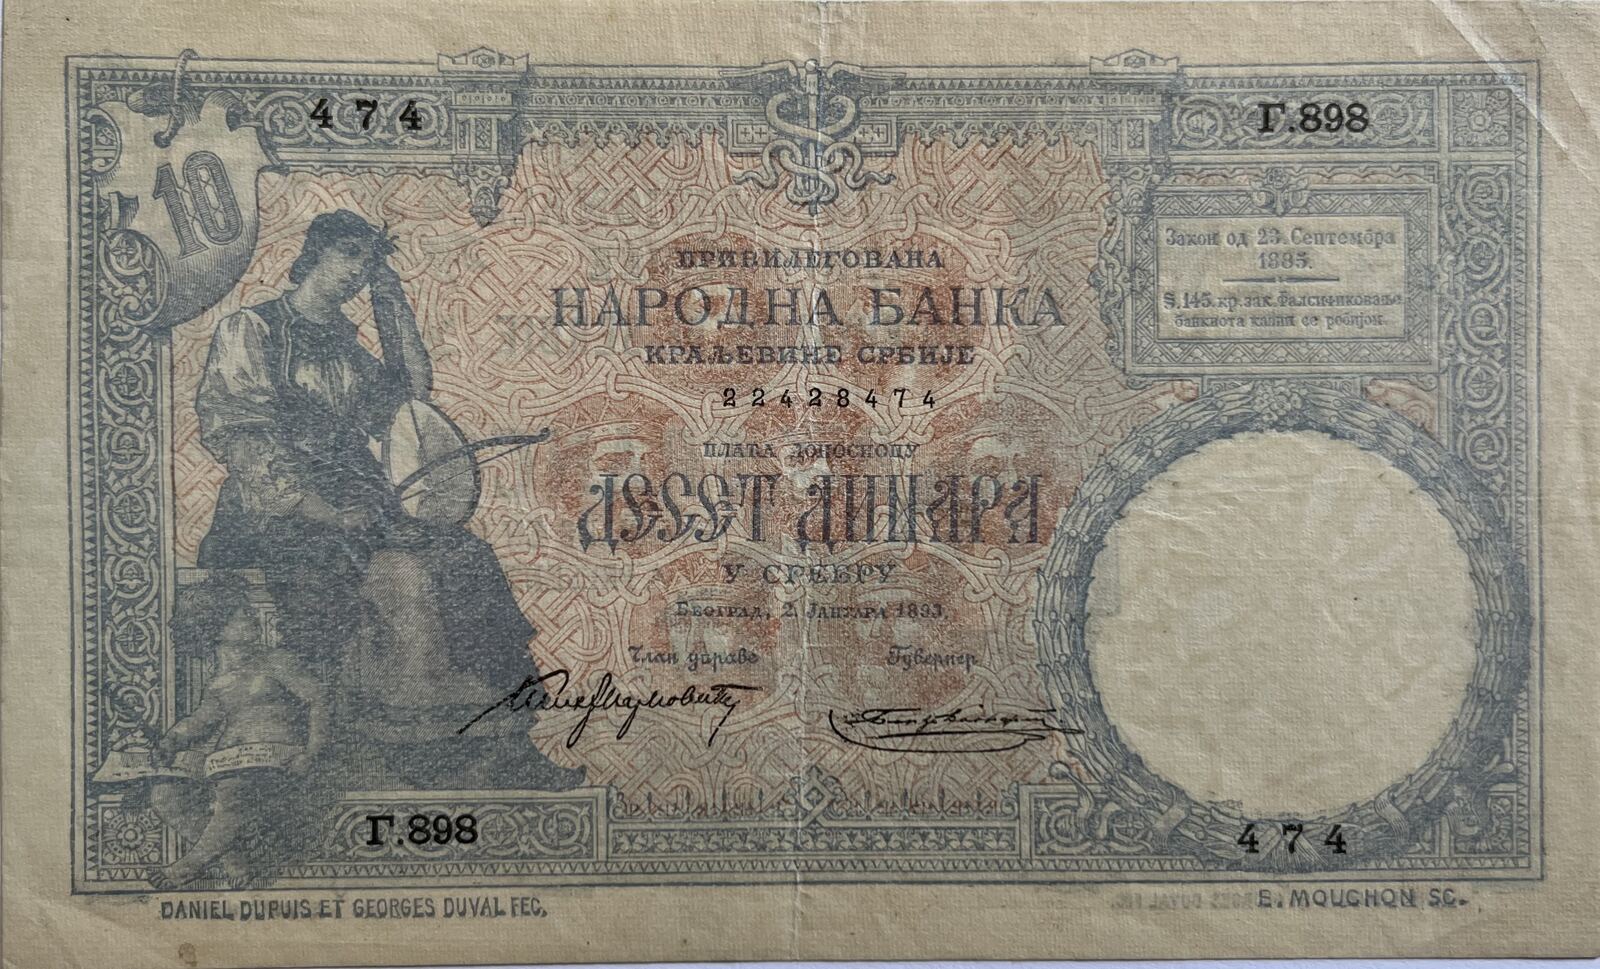 10
474
Г.898
Закон од 23. Септембра
1885.
§.145. кр. зак. Фалсификовање
банкнота казни се робијом.
ПРИВИЛЕГОВАНА
НАРОДНА БАНКА
КРАЉЕВИНЕ СРБИЈЕ
22428474
ПЛАЋА ДОНОСИОЦУ
ДЕСЕТ ДИНАРА
У СРЕБРУ
БЕОГРАД, 2. ЈАНУАРА 1893.
Члан управе
Гувернер
Г.898
474
DANIEL DUPUIS ET GEORGES DUVAL FEC.
E. MOUCHON SC.